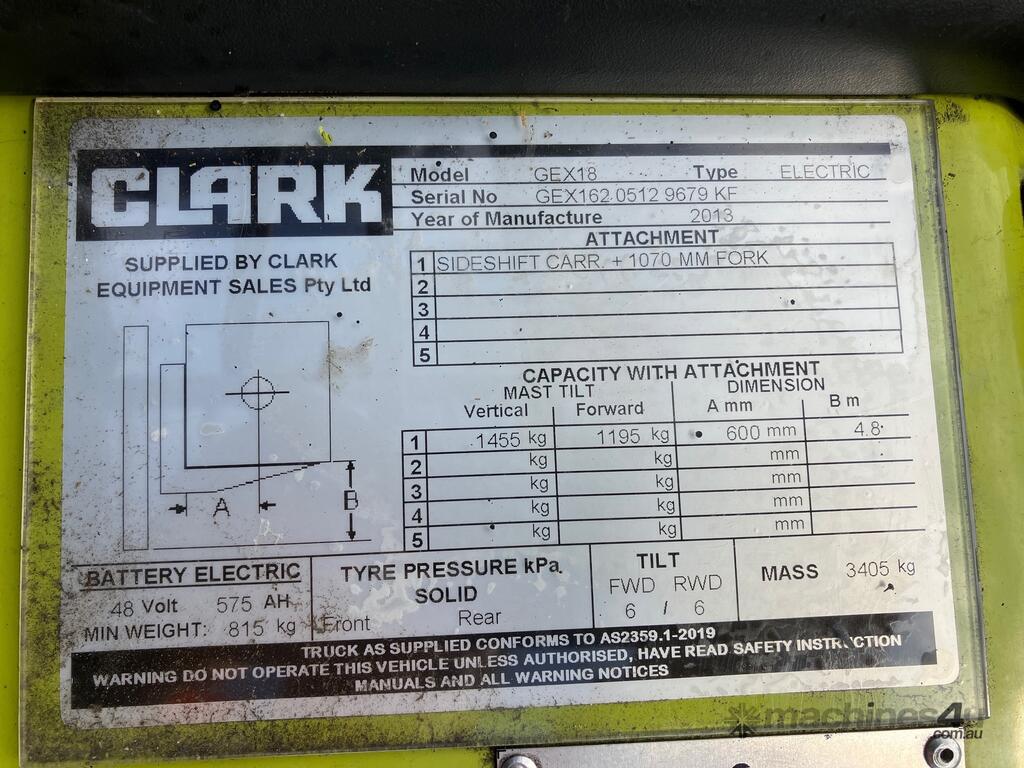 CLARK
Model GEX18 Type ELECTRIC
Serial No GEX162 0512 9679 KF
Year of Manufacture 2013
SUPPLIED BY CLARK
EQUIPMENT SALES Pty Ltd
ATTACHMENT
1 SIDESHIFT CARR. + 1070 MM FORK
2
3
4
5
CAPACITY WITH ATTACHMENT
MAST TILT DIMENSION
Vertical Forward A mm B m
1 1455 kg 1195 kg 600 mm 4.8
2 kg kg mm
3 kg kg mm
4 kg kg mm
5 kg kg mm
A B
BATTERY ELECTRIC
48 Volt 575 AH
MIN WEIGHT: 815 kg
TYRE PRESSURE kPa
SOLID
Front Rear
TILT
FWD RWD
6 / 6
MASS 3405 kg
TRUCK AS SUPPLIED CONFORMS TO AS2359.1-2019
WARNING DO NOT OPERATE THIS VEHICLE UNLESS AUTHORISED, HAVE READ SAFETY INSTRUCTION
MANUALS AND ALL WARNING NOTICES
machines4u
.com.au